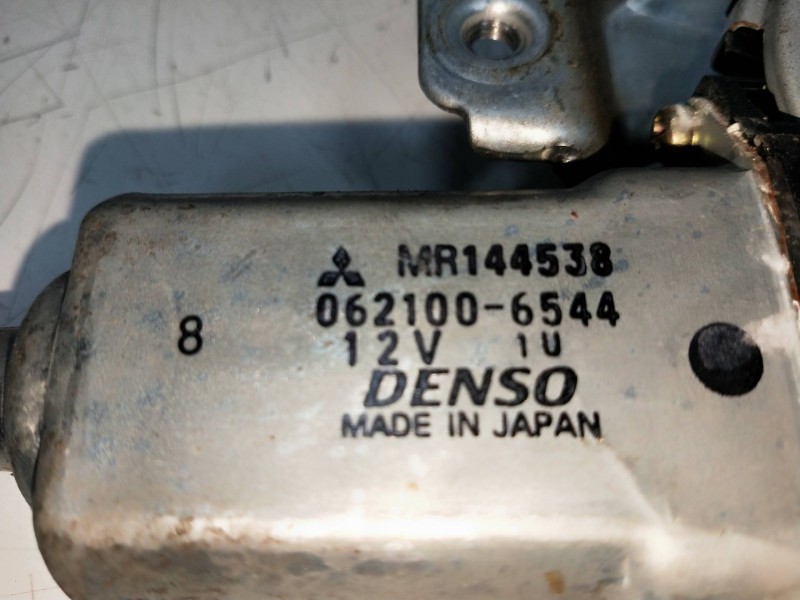 MR144538
062100-6544
8
12V 1U
DENSO
MADE IN JAPAN